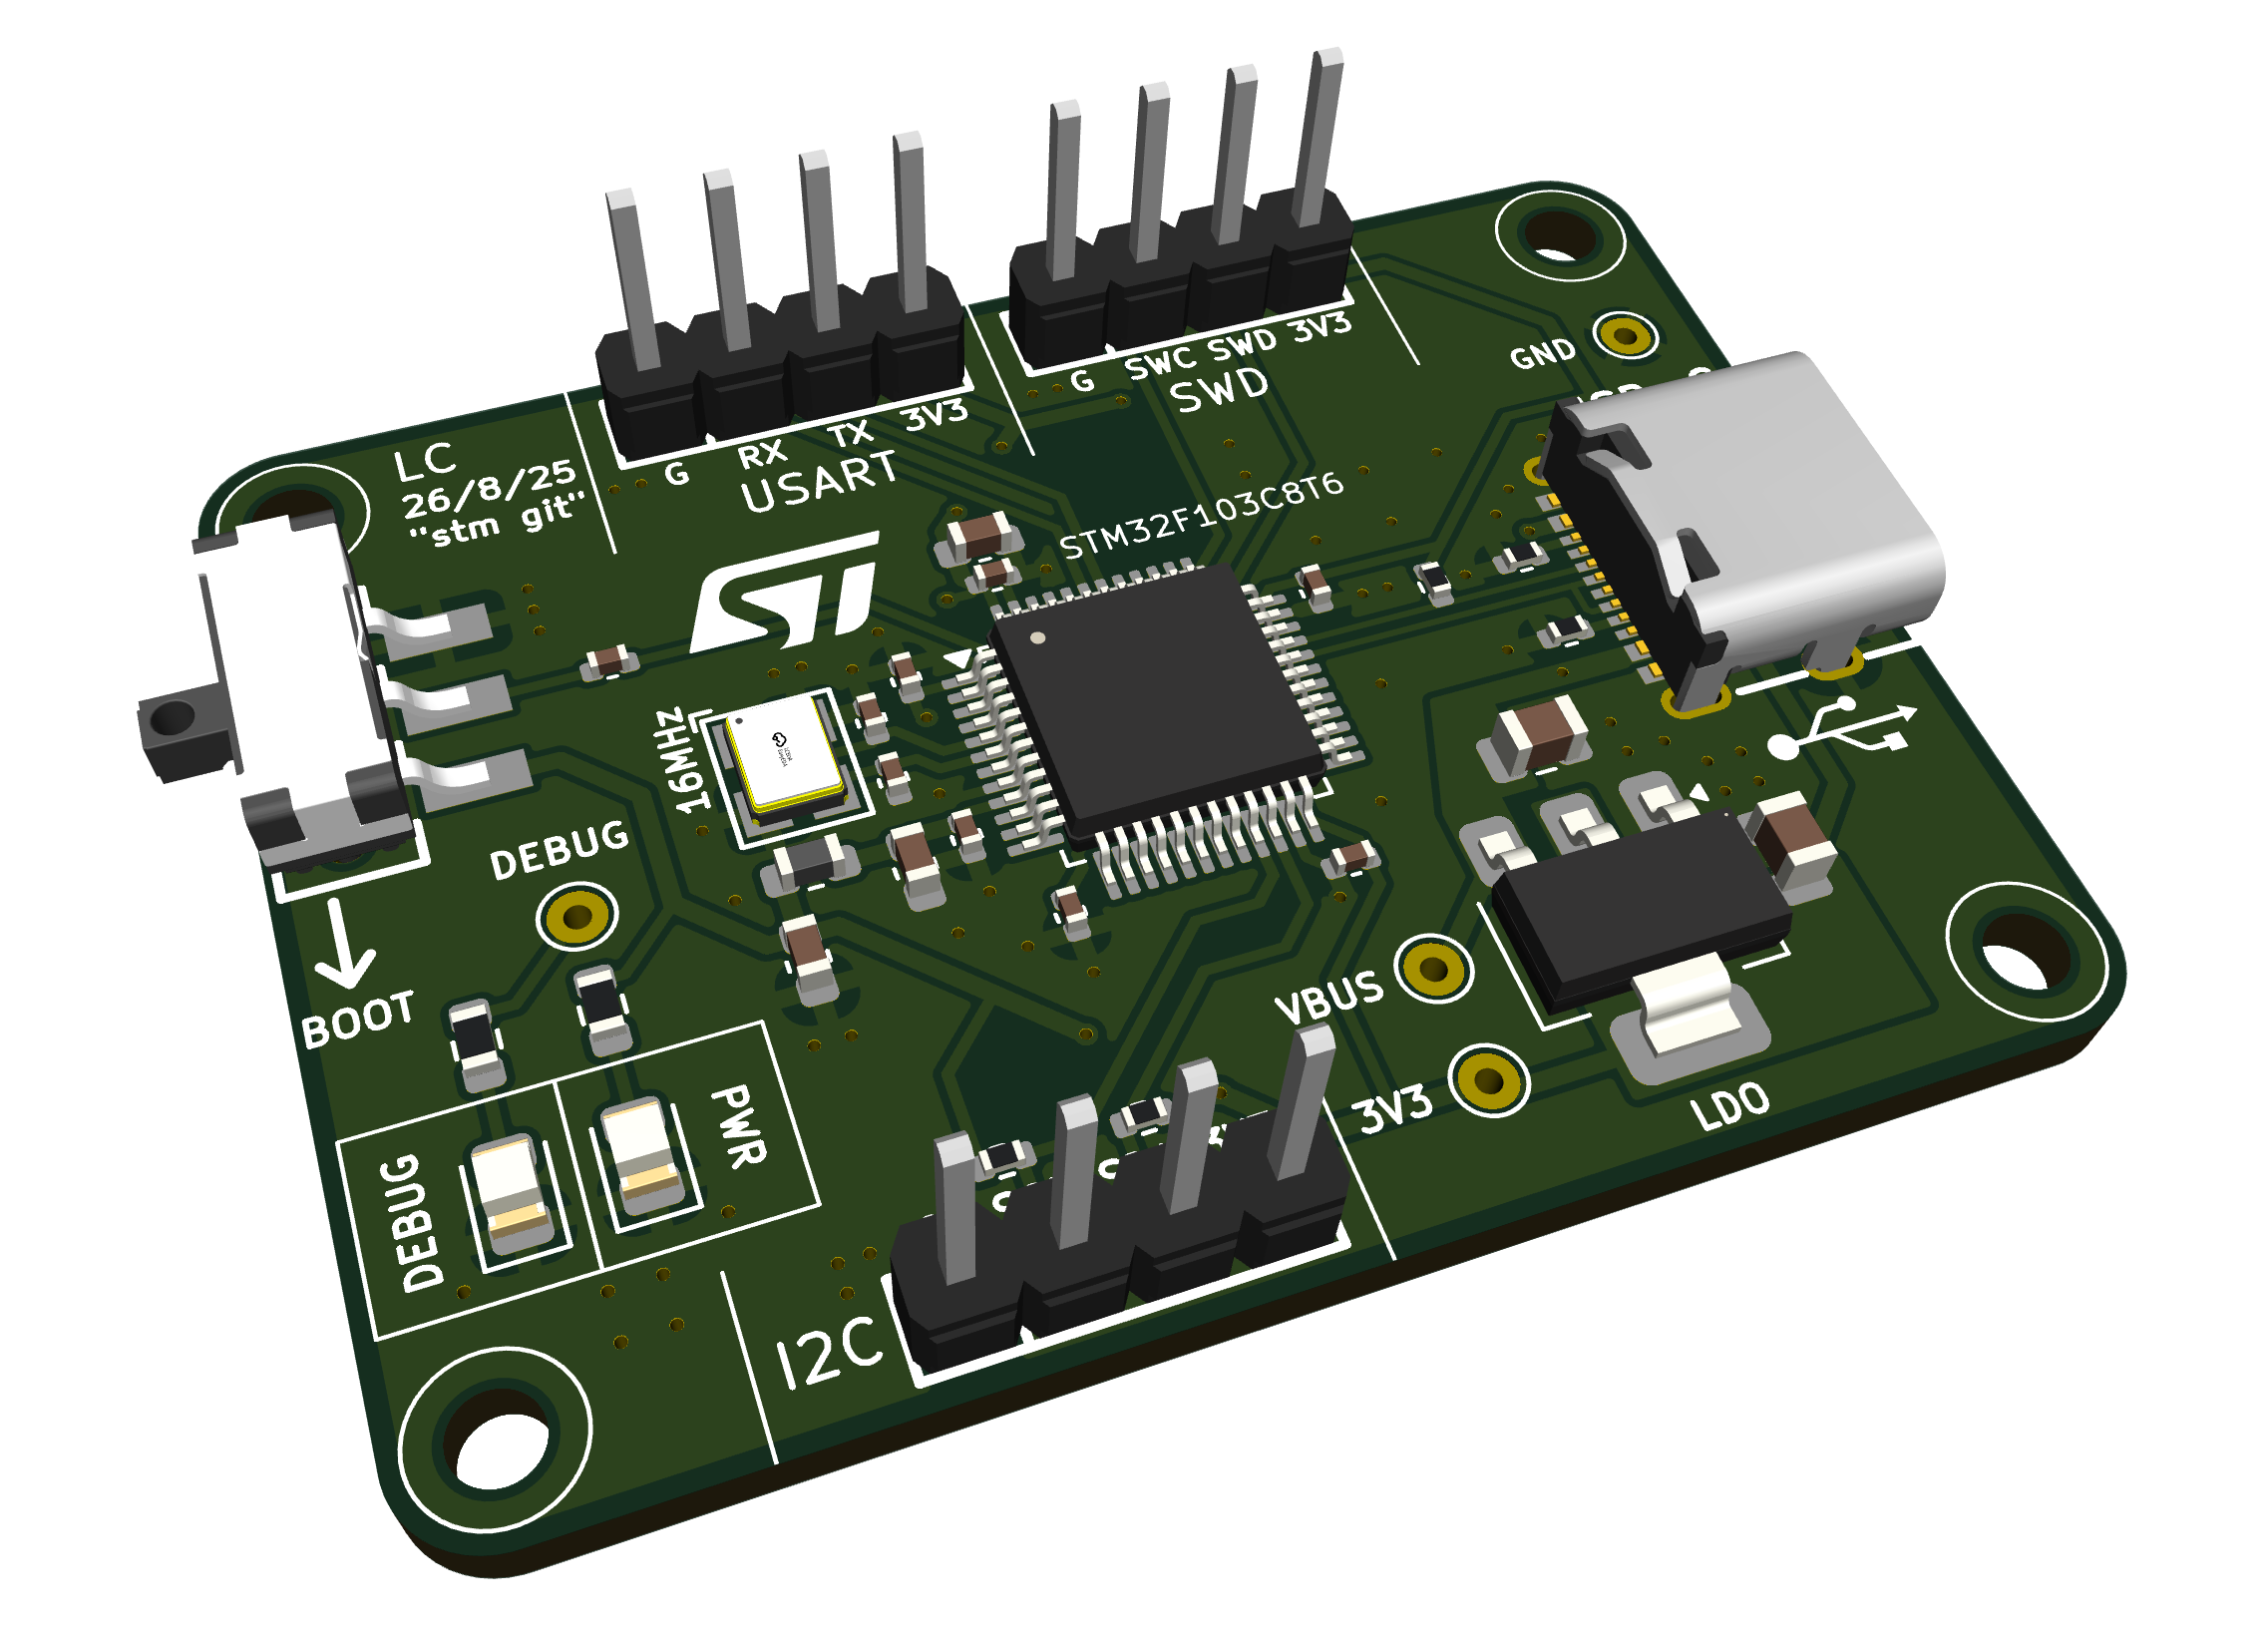 G SWC SWD 3V3
SWD
GND
G RX TX 3V3
USART
LC
26/8/25
"stm git"
STM32F103C8T6
ST
16MHz
DEBUG
BOOT
VBUS
3V3
LDO
PWR
DEBUG
I2C